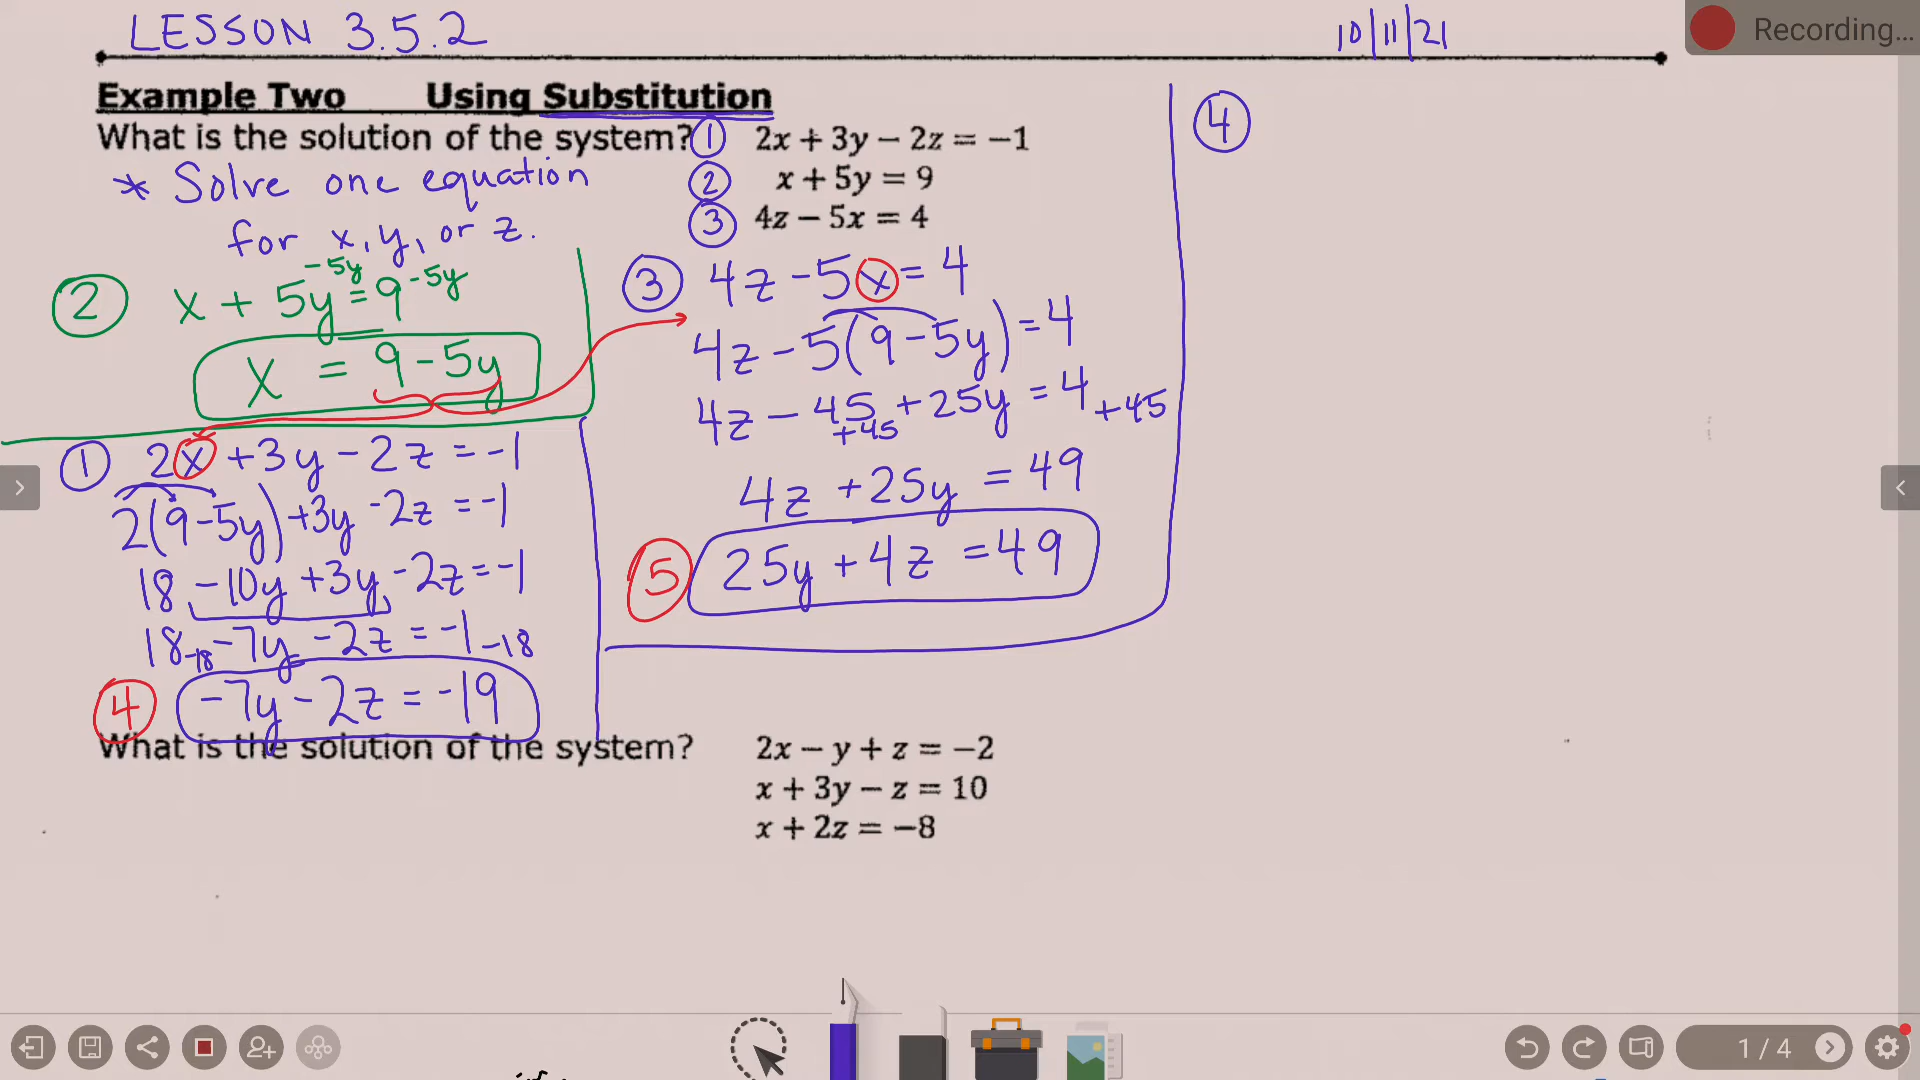 LESSON 3.5.2
10|11|21
Recording...
Example Two Using Substitution
What is the solution of the system? ① 2x + 3y − 2z = −1
② x + 5y = 9
③ 4z − 5x = 4
* Solve one equation
for x, y, or z.
② x + 5y = 9
-5y -5y
x = 9 - 5y
① 2x + 3y - 2z = -1
2(9 - 5y) + 3y - 2z = -1
18 - 10y + 3y - 2z = -1
18 - 7y - 2z = -1
-18 -18
④ -7y - 2z = -19
③ 4z - 5x = 4
4z - 5(9 - 5y) = 4
4z - 45 + 25y = 4
+45 +45
4z + 25y = 49
⑤ 25y + 4z = 49
④
What is the solution of the system? 2x − y + z = −2
x + 3y − z = 10
x + 2z = −8
1 / 4